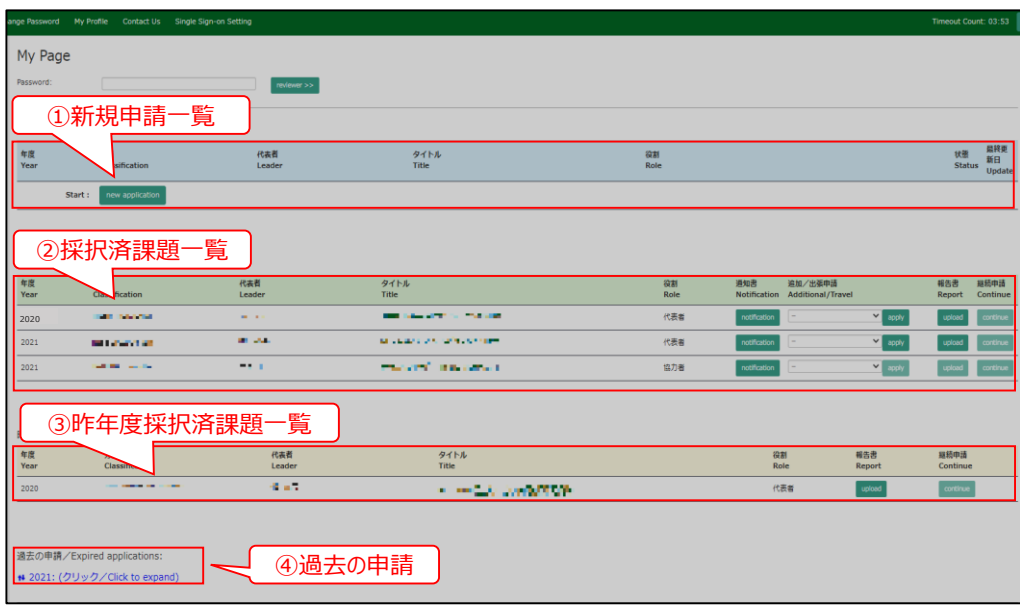 ange Password My Profile Contact Us Single Sign-on Setting Timeout Count: 03:53
My Page
Password: reviewer >>
①新規申請一覧
年度 代表者 タイトル 役割 状態 最終更新日
Year sification Leader Title Role Status Update
Start : new application
②採択済課題一覧
年度 代表者 タイトル 役割 通知書 追加/出張申請 報告書 継続申請
Year Classification Leader Title Role Notification Additional/Travel Report Continue
2020 代表者 notification - apply upload continue
2021 代表者 notification - apply upload continue
2021 協力者 notification - apply upload continue
③昨年度採択済課題一覧
年度 代表者 タイトル 役割 報告書 継続申請
Year Classific Leader Title Role Report Continue
2020 代表者 upload continue
過去の申請/Expired applications:
④過去の申請
2021: (クリック/Click to expand)